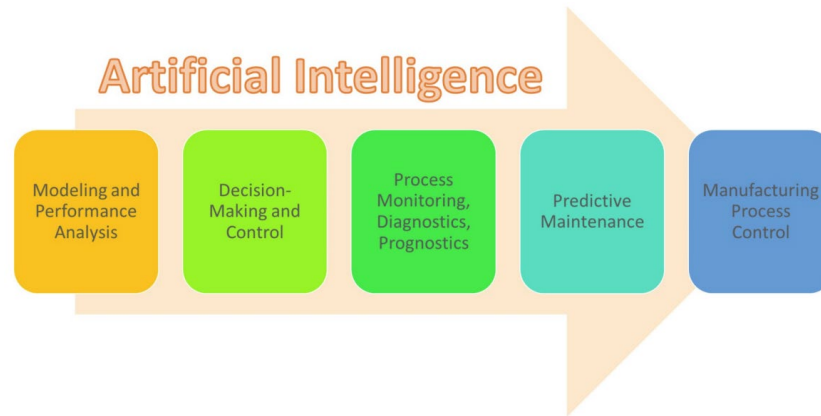 Artificial Intelligence
Modeling and
Performance
Analysis
Decision-
Making and
Control
Process
Monitoring,
Diagnostics,
Prognostics
Predictive
Maintenance
Manufacturing
Process
Control